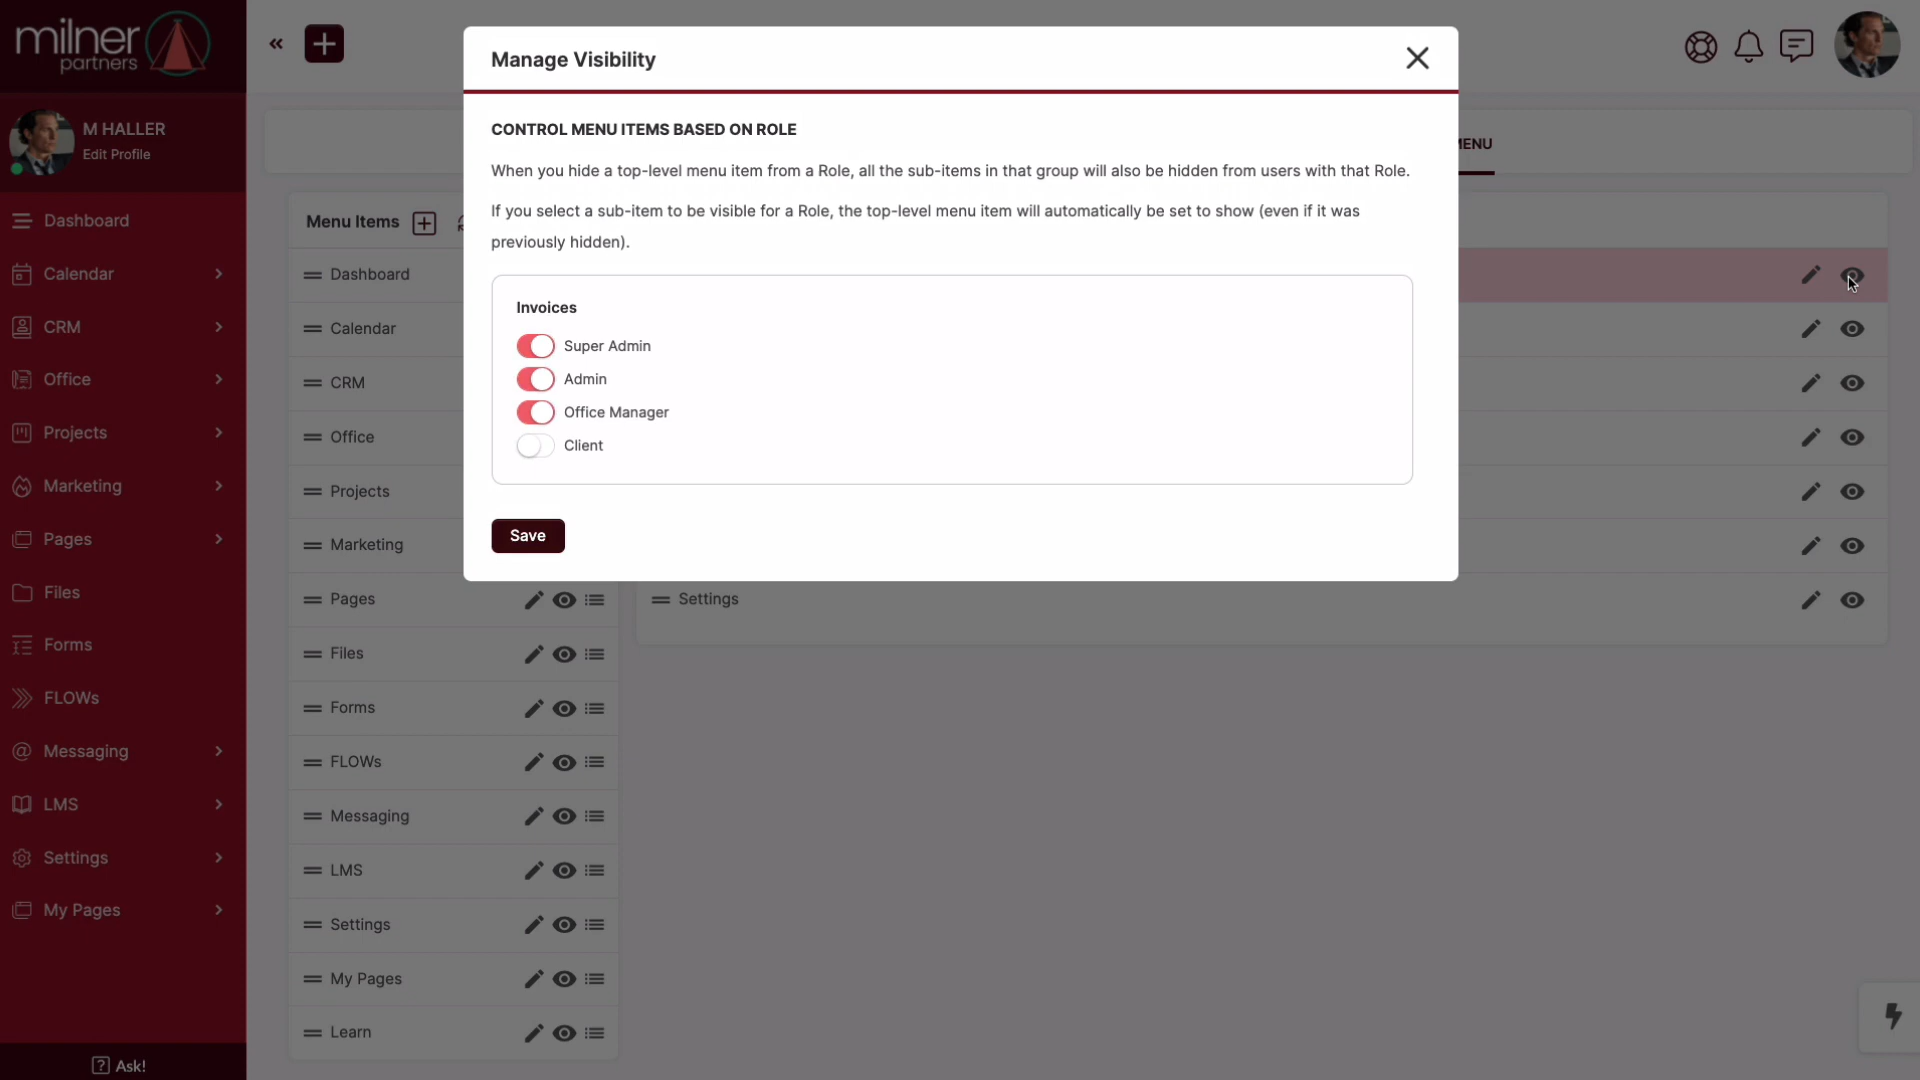 milner
partners
M HALLER
Edit Profile
Dashboard
Calendar
CRM
Office
Projects
Marketing
Pages
Files
Forms
FLOWs
Messaging
LMS
Settings
My Pages
Ask!
Menu Items
Dashboard
Calendar
CRM
Office
Projects
Marketing
Pages
Files
Forms
FLOWs
Messaging
LMS
Settings
My Pages
Learn
Manage Visibility
CONTROL MENU ITEMS BASED ON ROLE
When you hide a top-level menu item from a Role, all the sub-items in that group will also be hidden from users with that Role.
If you select a sub-item to be visible for a Role, the top-level menu item will automatically be set to show (even if it was
previously hidden).
Invoices
Super Admin
Admin
Office Manager
Client
Save
Settings